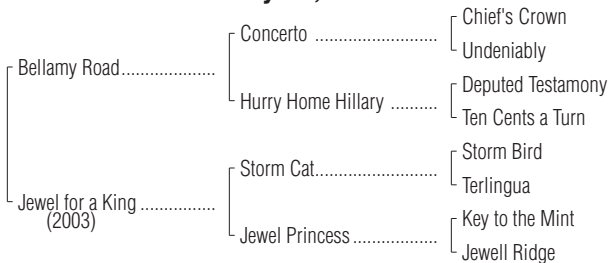 Chief's Crown
Concerto ......................
Undeniably
Bellamy Road..................
Deputed Testamony
Hurry Home Hillary ..........
Ten Cents a Turn
Storm Bird
Storm Cat.......................
Terlingua
Jewel for a King ..............
(2003)
Key to the Mint
Jewel Princess ................
Jewell Ridge